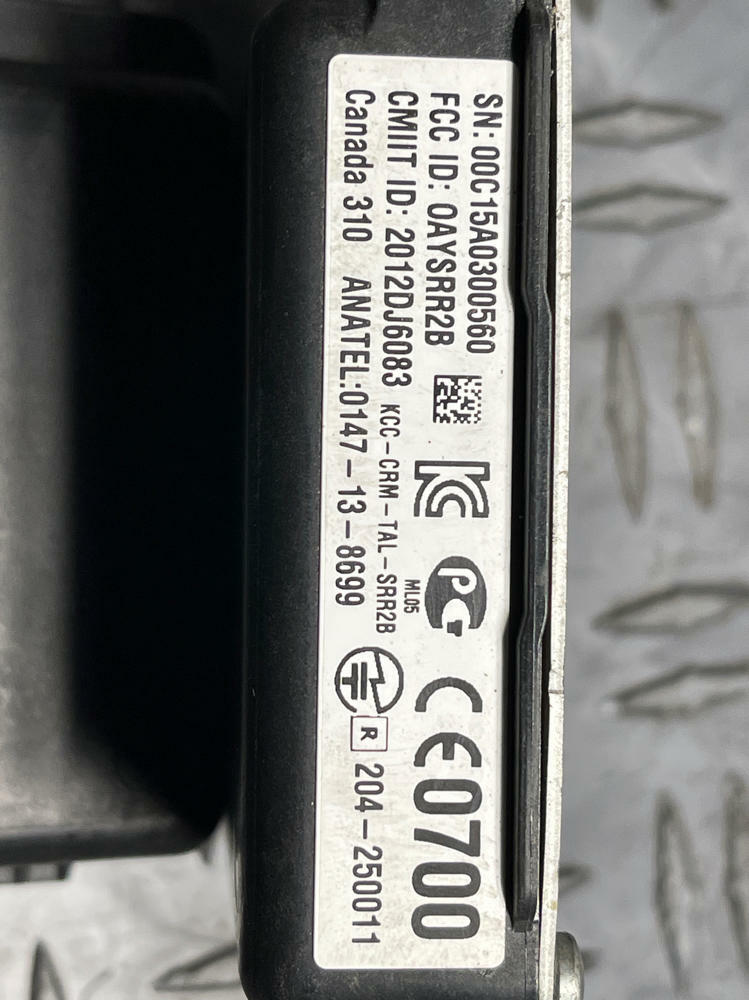 SN: 00C15A0300560
FCC ID: 0AYSRR2B
CMIIT ID: 2012DJ6083
KCC-CRM-TAL-SRR2B
Canada 310 ANATEL:0147-13-8699
ML05
CE0700
R 204-250011